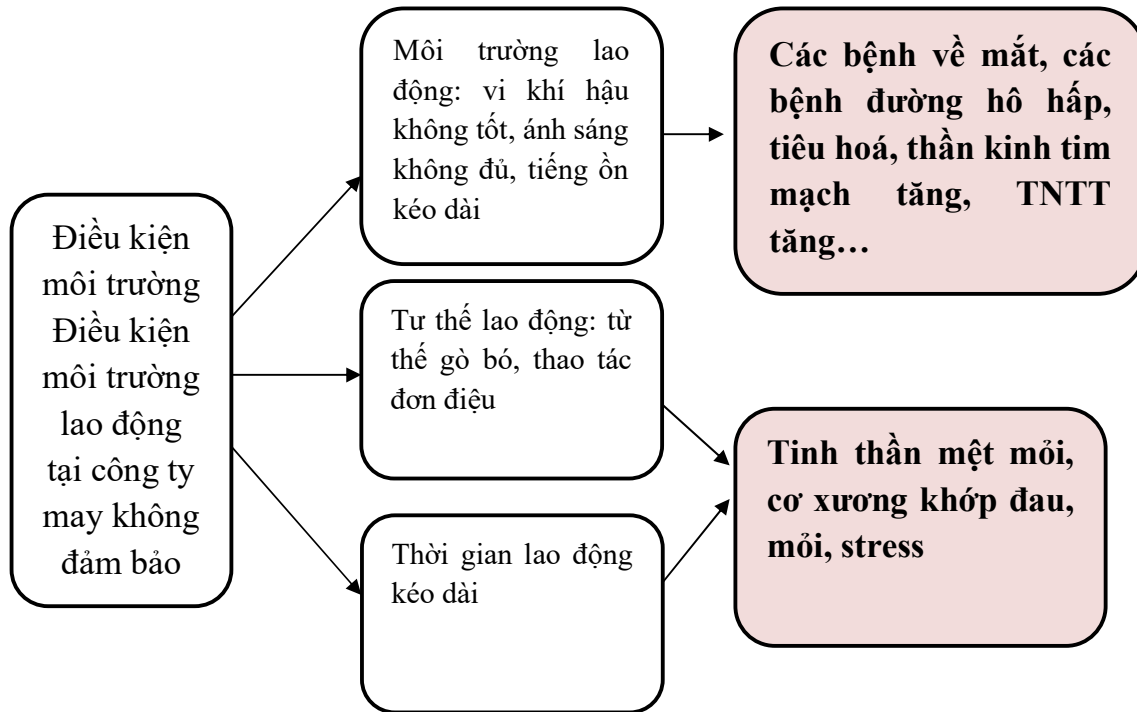 Điều kiện
môi trường
Điều kiện
môi trường
lao động
tại công ty
may không
đảm bảo
Môi trường lao
động: vi khí hậu
không tốt, ánh sáng
không đủ, tiếng ồn
kéo dài
Các bệnh về mắt, các
bệnh đường hô hấp,
tiêu hoá, thần kinh tim
mạch tăng, TNTT
tăng…
Tư thế lao động: từ
thế gò bó, thao tác
đơn điệu
Thời gian lao động
kéo dài
Tinh thần mệt mỏi,
cơ xương khớp đau,
mỏi, stress